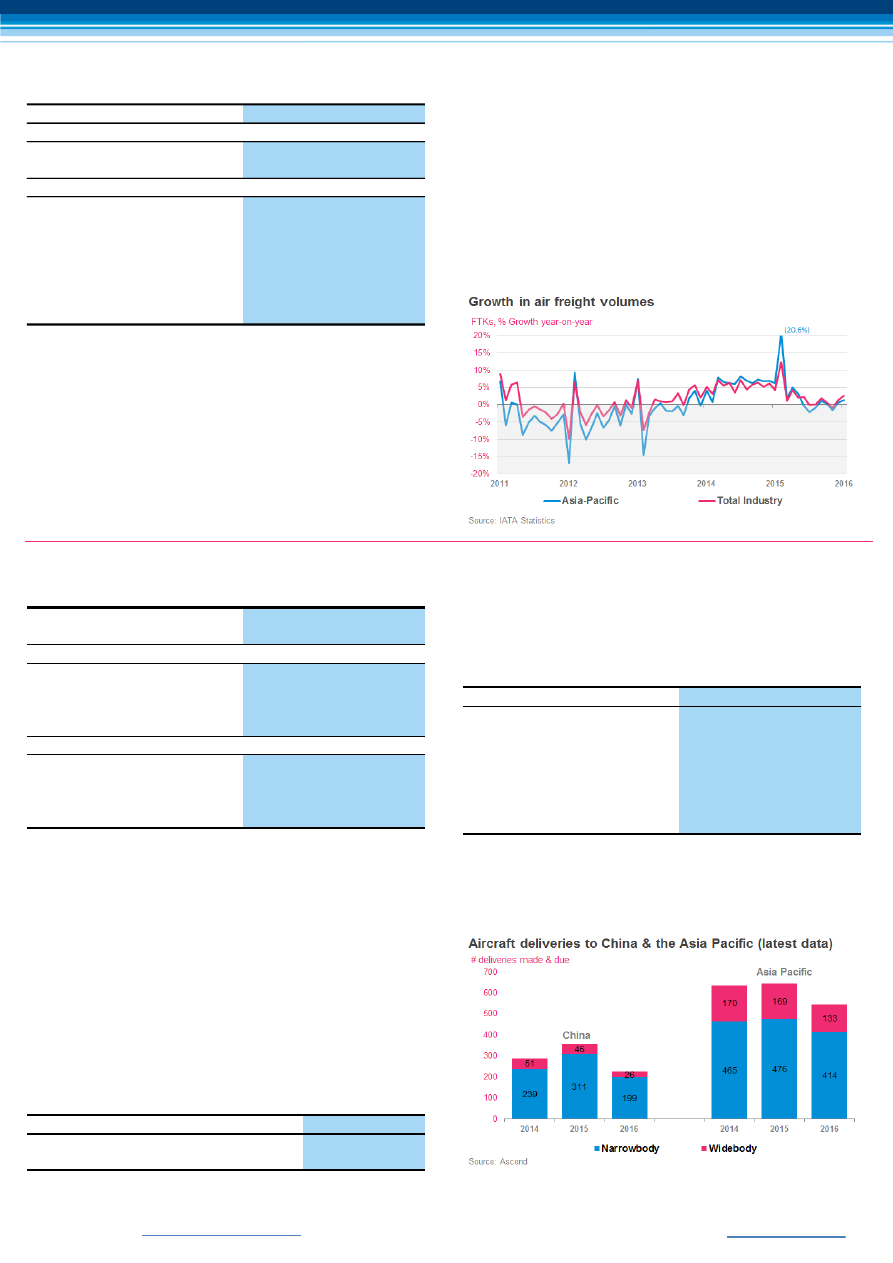 Growth in air freight volumes
FTKs, % Growth year-on-year
(20.6%)
20%
15%
10%
5%
0%
-5%
-10%
-15%
-20%
2011 2012 2013 2014 2015 2016
Asia-Pacific Total Industry
Source: IATA Statistics
Aircraft deliveries to China & the Asia Pacific (latest data)
# deliveries made & due
700
600
500
400
300
200
100
0
China
Asia Pacific
51
239
46
311
26
199
170
465
169
476
133
414
2014 2015 2016 2014 2015 2016
Narrowbody Widebody
Source: Ascend